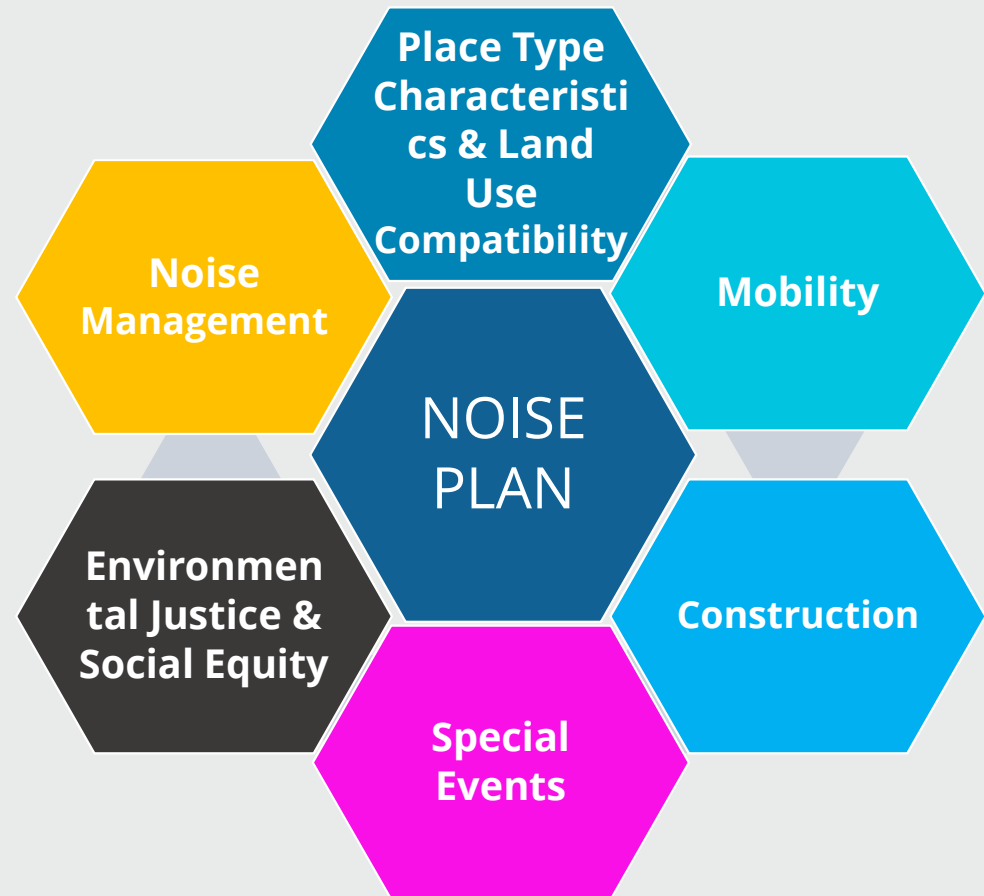 Place Type
Characteristi
cs & Land
Use
Compatibility
Noise
Management
Mobility
NOISE
PLAN
Environmen
tal Justice &
Social Equity
Construction
Special
Events